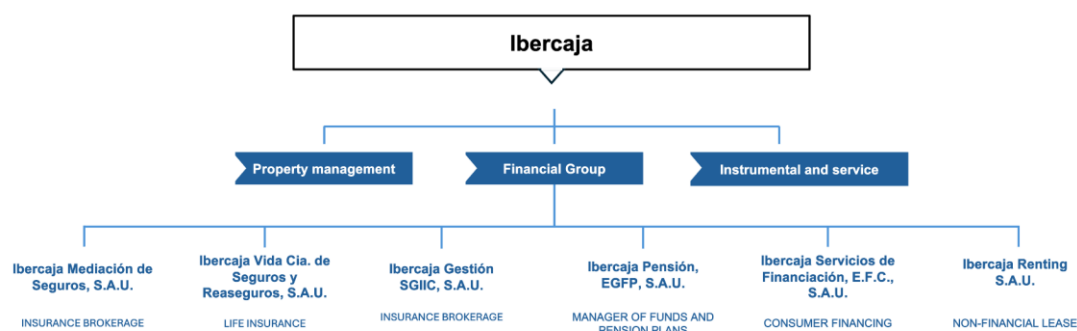 Ibercaja
Property management
Financial Group
Instrumental and service
Ibercaja Mediación de
Seguros, S.A.U.
INSURANCE BROKERAGE
Ibercaja Vida Cia. de
Seguros y
Reaseguros, S.A.U.
LIFE INSURANCE
Ibercaja Gestión
SGIIC, S.A.U.
INSURANCE BROKERAGE
Ibercaja Pensión,
EGFP, S.A.U.
MANAGER OF FUNDS AND
PENSION PLANS
Ibercaja Servicios de
Financiación, E.F.C.,
S.A.U.
CONSUMER FINANCING
Ibercaja Renting
S.A.U.
NON-FINANCIAL LEASE